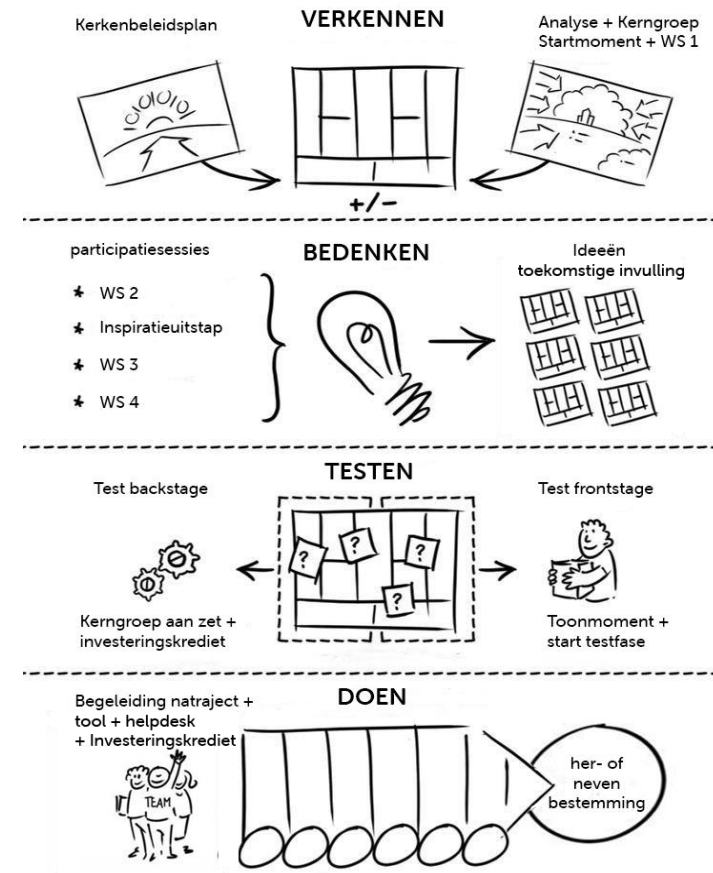 VERKENNEN
Kerkenbeleidsplan
Analyse + Kerngroep
Startmoment + WS 1
+/-
BEDENKEN
participatiesessies
* WS 2
* Inspiratieuitstap
* WS 3
* WS 4
Ideeën
toekomstige invulling
TESTEN
Test backstage
Kerngroep aan zet +
investeringskrediet
?
?
?
?
Test frontstage
Toonmoment +
start testfase
DOEN
Begeleiding natraject +
tool + helpdesk
+ Investeringskrediet
TEAM
her- of
neven
bestemming